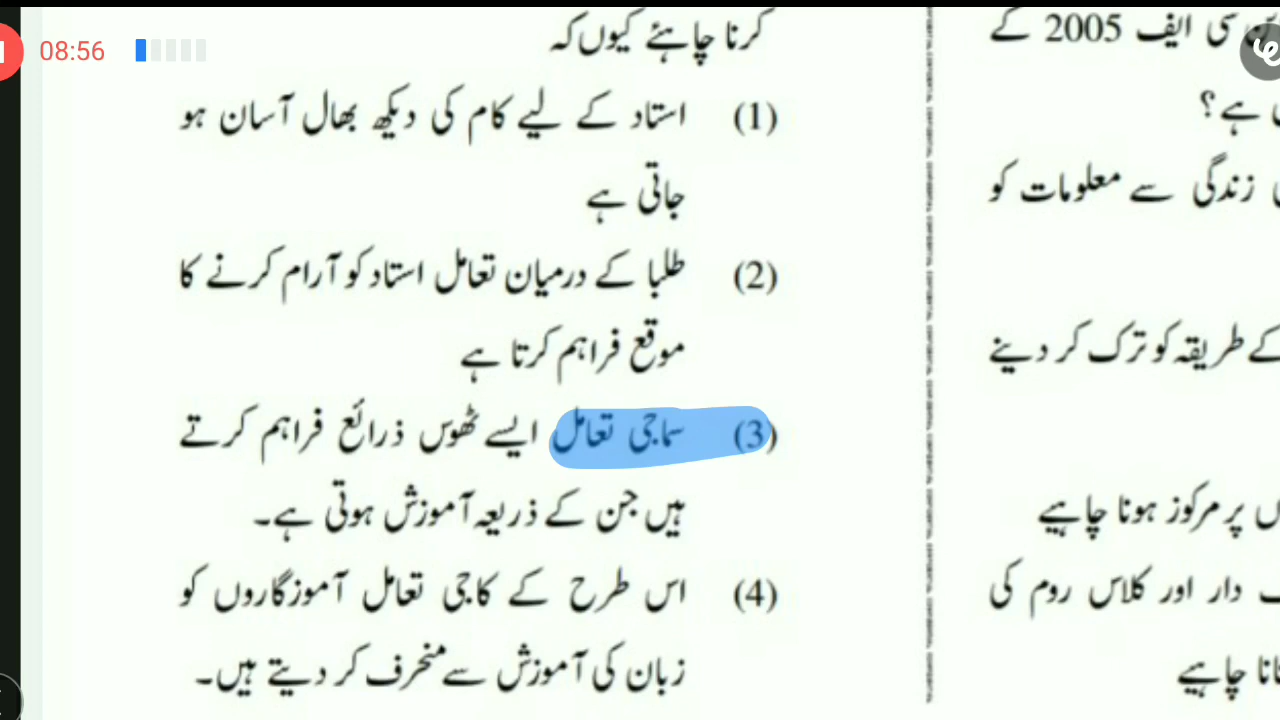 08:56
کرنا چاہئے کیوں کہ
(1) استاد کے لیے کام کی دیکھ بھال آسان ہو
جاتی ہے
(2) طلبا کے درمیان تعامل استاد کو آرام کرنے کا
موقع فراہم کرتا ہے
(3) سماجی تعامل ایسے ٹھوس ذرائع فراہم کرتے
ہیں جن کے ذریعہ آموزش ہوتی ہے۔
(4) اس طرح کے کاجی تعامل آموزگاروں کو
زبان کی آموزش سے منحرف کر دیتے ہیں۔
سی ایف 2005 کے
ہے؟
زندگی سے معلومات کو
کے طریقہ کو ترک کر دینے
پر مرکوز ہونا چاہیے
دار اور کلاس روم کی
چاہیے